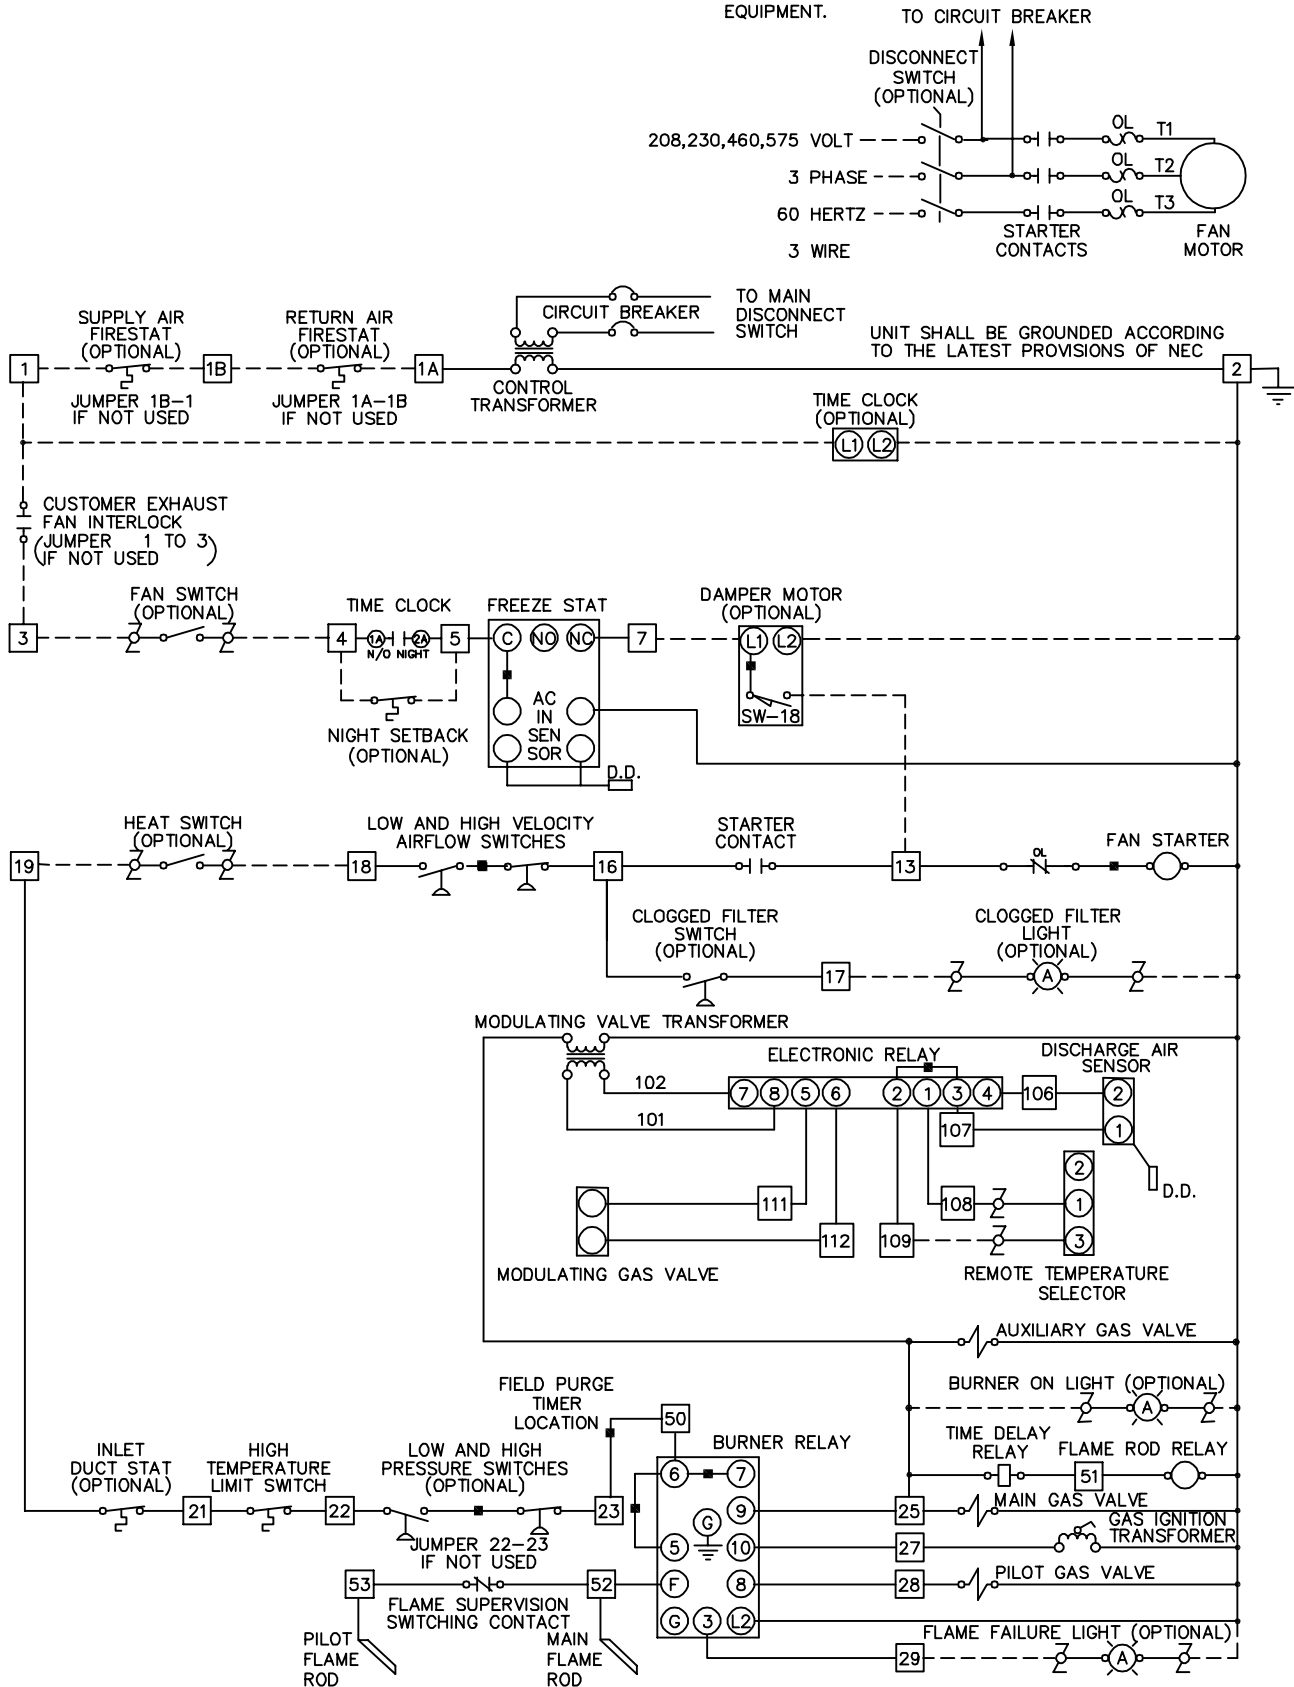 EQUIPMENT.
TO CIRCUIT BREAKER
DISCONNECT
SWITCH
(OPTIONAL)
208,230,460,575 VOLT
OL
T1
3 PHASE
OL
T2
60 HERTZ
OL
T3
3 WIRE
STARTER
CONTACTS
FAN
MOTOR
SUPPLY AIR
FIRESTAT
(OPTIONAL)
RETURN AIR
FIRESTAT
(OPTIONAL)
CIRCUIT BREAKER
TO MAIN
DISCONNECT
SWITCH
UNIT SHALL BE GROUNDED ACCORDING
TO THE LATEST PROVISIONS OF NEC
1
1B
1A
2
JUMPER 1B-1
IF NOT USED
JUMPER 1A-1B
IF NOT USED
CONTROL
TRANSFORMER
TIME CLOCK
(OPTIONAL)
L1
L2
CUSTOMER EXHAUST
FAN INTERLOCK
(JUMPER 1 TO 3)
IF NOT USED
FAN SWITCH
(OPTIONAL)
TIME CLOCK
FREEZE STAT
DAMPER MOTOR
(OPTIONAL)
3
4
1A
2A
N/O NIGHT
5
C
NO
NC
7
L1
L2
AC
IN
SEN
SOR
SW-18
NIGHT SETBACK
(OPTIONAL)
D.D.
HEAT SWITCH
(OPTIONAL)
LOW AND HIGH VELOCITY
AIRFLOW SWITCHES
STARTER
CONTACT
OL
FAN STARTER
19
18
16
13
CLOGGED FILTER
SWITCH
(OPTIONAL)
CLOGGED FILTER
LIGHT
(OPTIONAL)
17
A
MODULATING VALVE TRANSFORMER
ELECTRONIC RELAY
DISCHARGE AIR
SENSOR
102
7
8
5
6
2
1
3
4
106
2
101
107
1
D.D.
111
108
2
1
112
109
3
MODULATING GAS VALVE
REMOTE TEMPERATURE
SELECTOR
AUXILIARY GAS VALVE
FIELD PURGE
TIMER
LOCATION
50
BURNER ON LIGHT (OPTIONAL)
A
BURNER RELAY
TIME DELAY
RELAY
FLAME ROD RELAY
51
INLET
DUCT STAT
(OPTIONAL)
HIGH
TEMPERATURE
LIMIT SWITCH
LOW AND HIGH
PRESSURE SWITCHES
(OPTIONAL)
6
7
21
22
23
9
25
MAIN GAS VALVE
G
GAS IGNITION
TRANSFORMER
JUMPER 22-23
IF NOT USED
5
10
27
53
52
F
8
28
PILOT GAS VALVE
FLAME SUPERVISION
SWITCHING CONTACT
G
3
L2
PILOT
FLAME
ROD
MAIN
FLAME
ROD
29
FLAME FAILURE LIGHT (OPTIONAL)
A